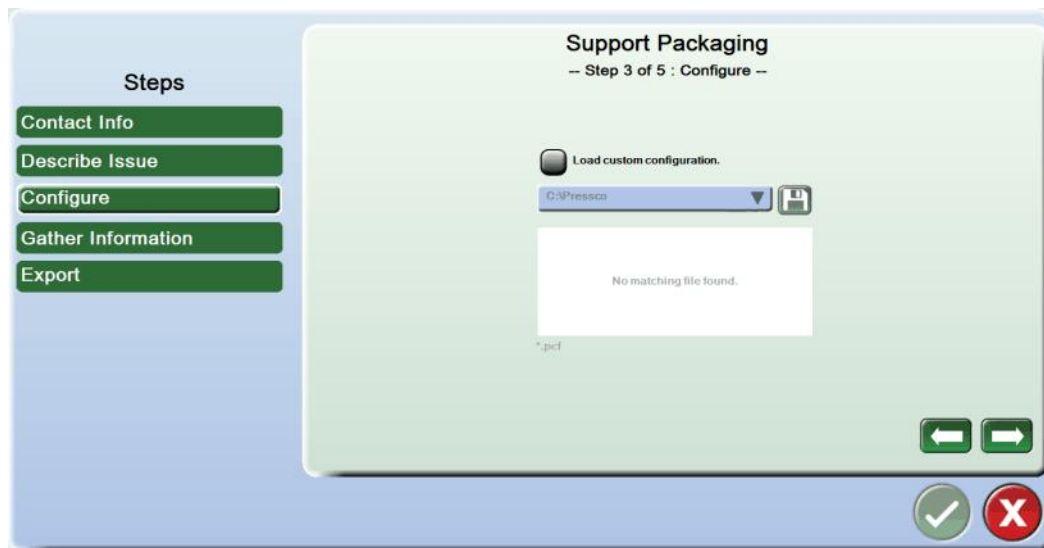 Support Packaging
-- Step 3 of 5 : Configure --
Steps
Contact Info
Describe Issue
Configure
Gather Information
Export
Load custom configuration.
C:\Pressco
No matching file found.
*.pcf
X